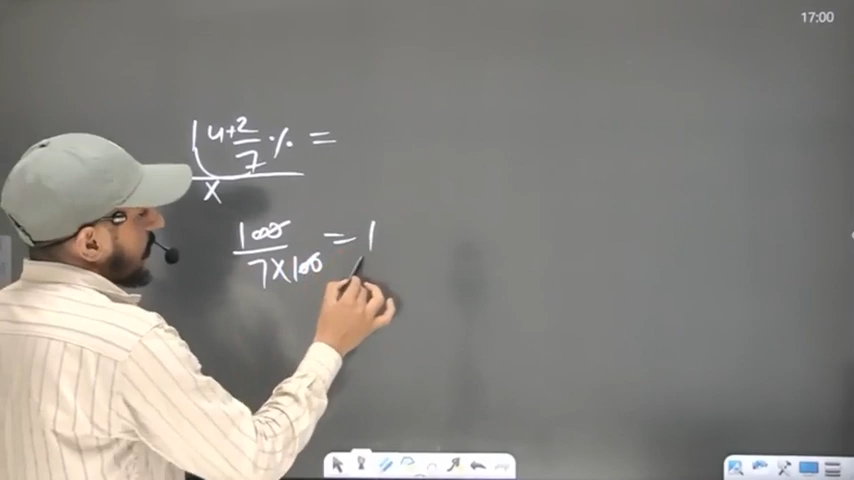 17:00
14+2/7 % =
x
100/7×100 = 1